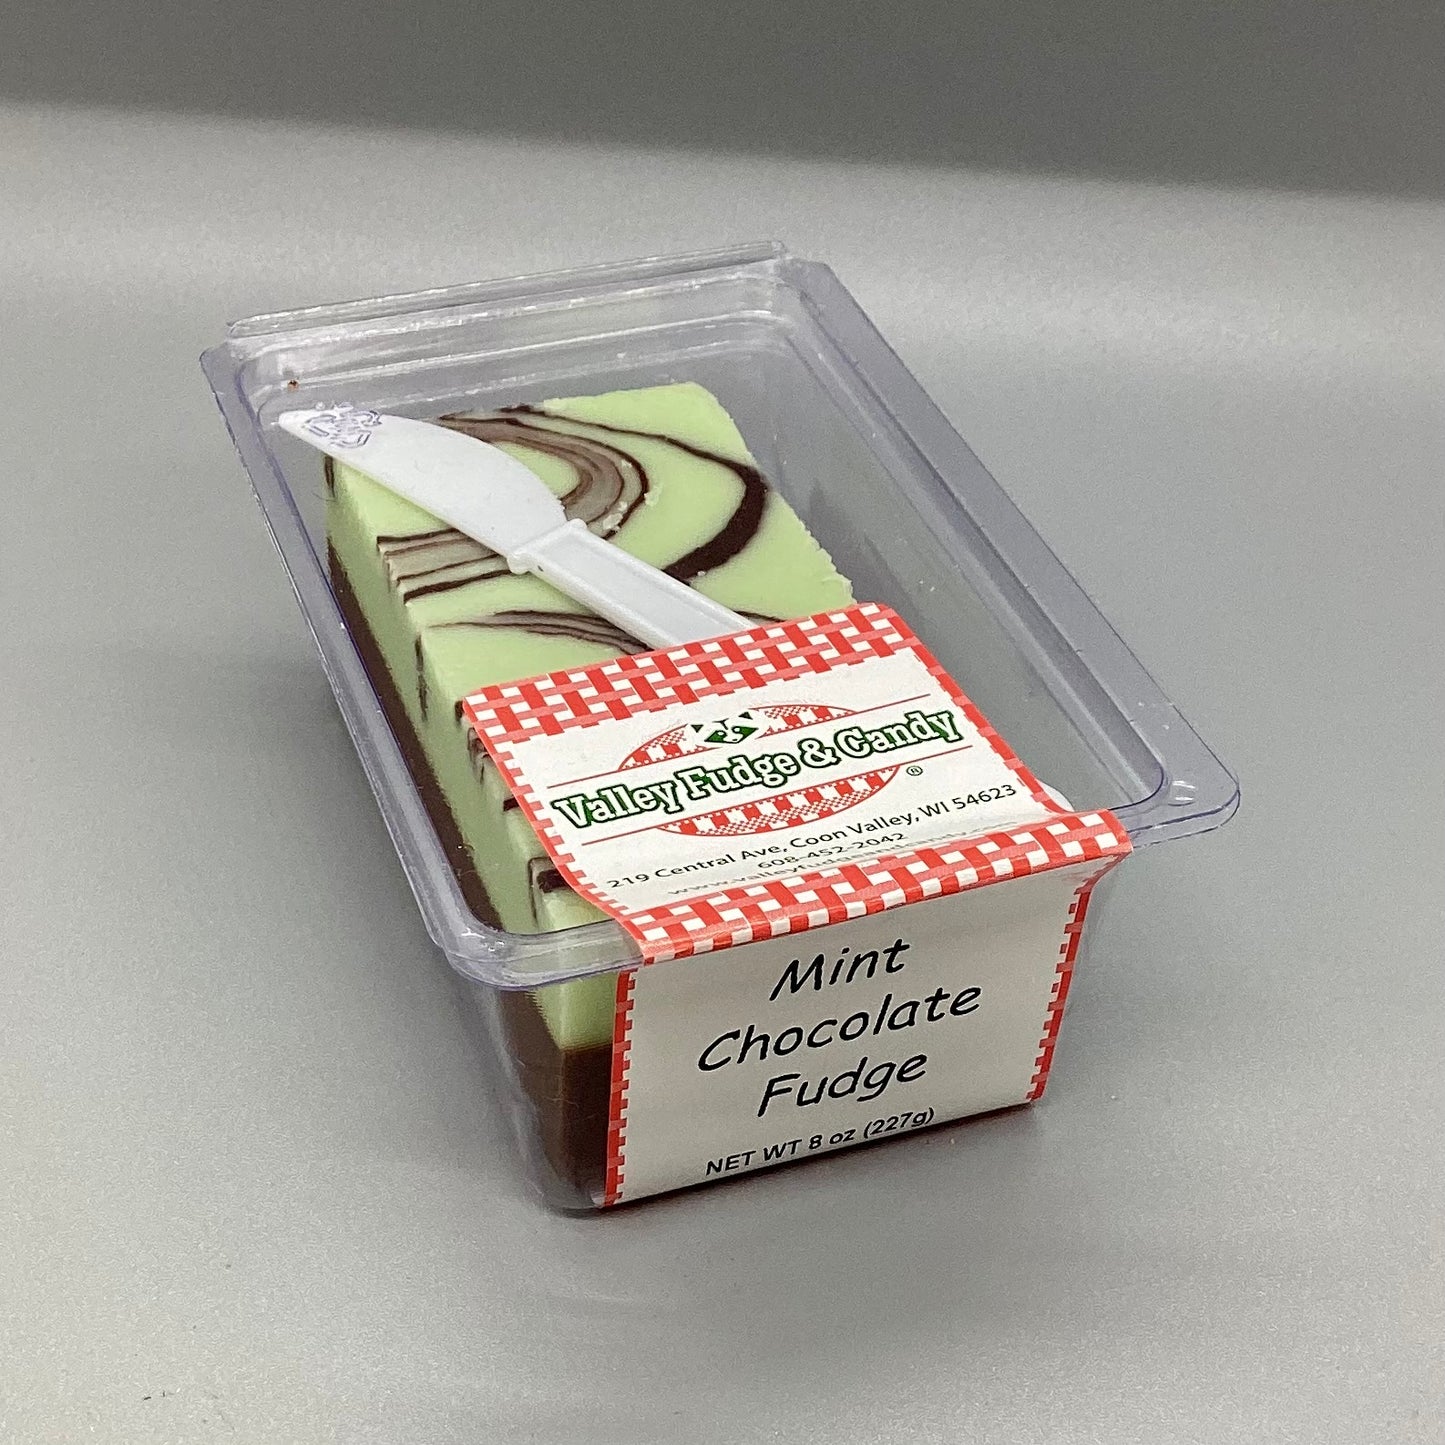 Valley Fudge & Candy
®
219 Central Ave, Coon Valley, WI 54623
608-452-2042
Mint
Chocolate
Fudge
NET WT 8 oz (227g)